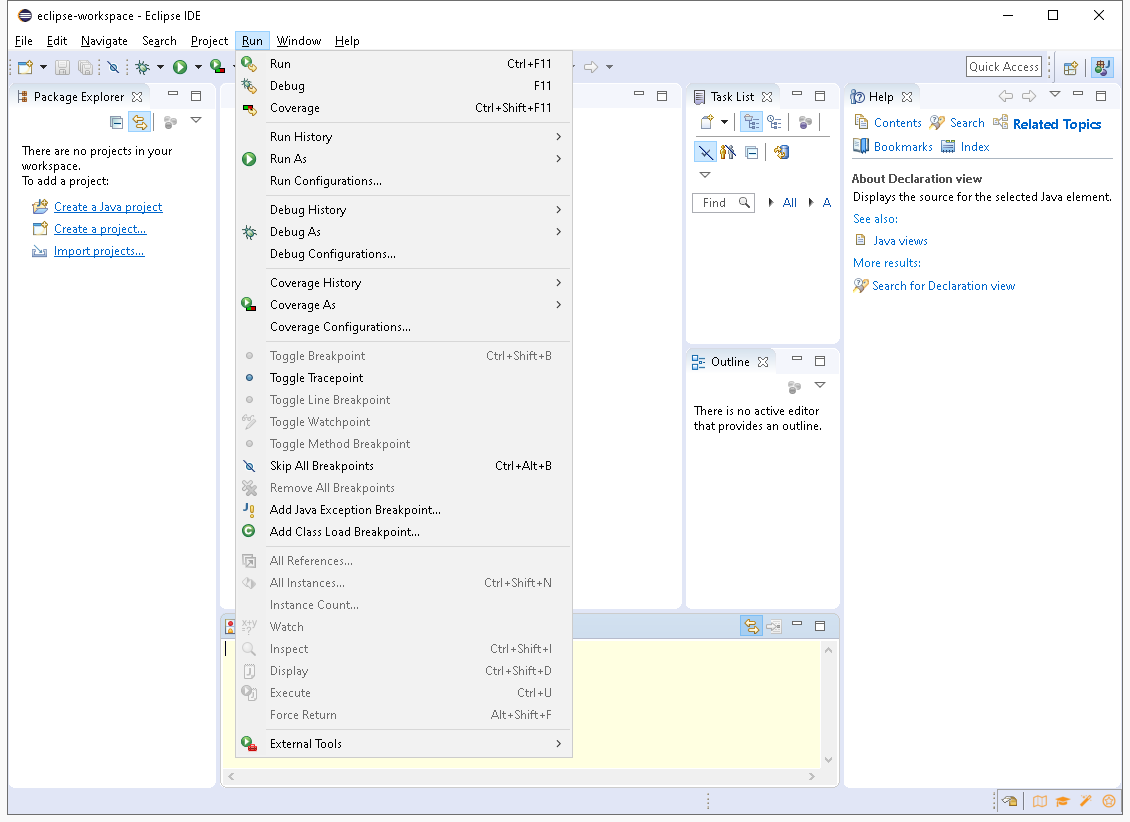 eclipse-workspace - Eclipse IDE
File Edit Navigate Search Project Run Window Help
Quick Access
Package Explorer
There are no projects in your
workspace.
To add a project:
Create a Java project
Create a project...
Import projects...
Run Ctrl+F11
Debug F11
Coverage Ctrl+Shift+F11
Run History
Run As
Run Configurations...
Debug History
Debug As
Debug Configurations...
Coverage History
Coverage As
Coverage Configurations...
Toggle Breakpoint Ctrl+Shift+B
Toggle Tracepoint
Toggle Line Breakpoint
Toggle Watchpoint
Toggle Method Breakpoint
Skip All Breakpoints Ctrl+Alt+B
Remove All Breakpoints
Add Java Exception Breakpoint...
Add Class Load Breakpoint...
All References...
All Instances... Ctrl+Shift+N
Instance Count...
Watch
Inspect Ctrl+Shift+I
Display Ctrl+Shift+D
Execute Ctrl+U
Force Return Alt+Shift+F
External Tools
Task List
Find All A
Outline
There is no active editor
that provides an outline.
Help
Contents Search Related Topics
Bookmarks Index
About Declaration view
Displays the source for the selected Java element.
See also:
Java views
More results:
Search for Declaration view